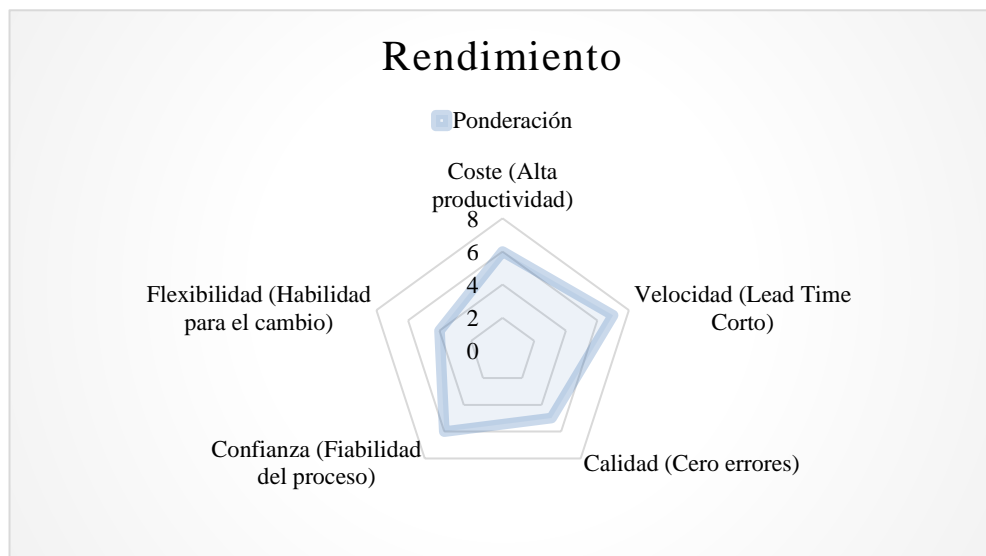 Rendimiento
Ponderación
Coste (Alta
productividad)
8
6
4
2
0
Velocidad (Lead Time
Corto)
Calidad (Cero errores)
Confianza (Fiabilidad
del proceso)
Flexibilidad (Habilidad
para el cambio)